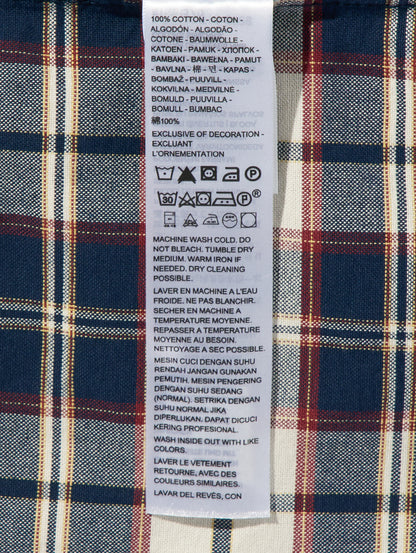 100% COTTON - COTON -
ALGODÓN - ALGODÃO -
COTONE - BAUMWOLLE -
KATOEN - PAMUK - ХЛОПОК -
BAMBAKI - BAWEŁNA - PAMUT
- BAVLNA - 棉 - 면 - KAPAS -
BOMBAŽ - PUUVILL -
KOKVILNA - MEDVILNĖ -
BOMULD - PUUVILLA -
BOMULL - BUMBAC
綿100%
EXCLUSIVE OF DECORATION -
EXCLUANT
L'ORNEMENTATION
MACHINE WASH COLD. DO
NOT BLEACH. TUMBLE DRY
MEDIUM. WARM IRON IF
NEEDED. DRY CLEANING
POSSIBLE.
LAVER EN MACHINE A L'EAU
FROIDE. NE PAS BLANCHIR.
SECHER EN MACHINE A
TEMPERATURE MOYENNE.
REPASSER A TEMPERATURE
MOYENNE AU BESOIN.
NETTOYAGE A SEC POSSIBLE.
MESIN CUCI DENGAN SUHU
RENDAH JANGAN GUNAKAN
PEMUTIH. MESIN PENGERING
DENGAN SUHU SEDANG
(NORMAL). SETRIKA DENGAN
SUHU NORMAL JIKA
DIPERLUKAN. DAPAT DICUCI
KERING PROFESIONAL.
WASH INSIDE OUT WITH LIKE
COLORS.
LAVER LE VETEMENT
RETOURNE, AVEC DES
COULEURS SIMILAIRES.
LAVAR DEL REVÉS, CON